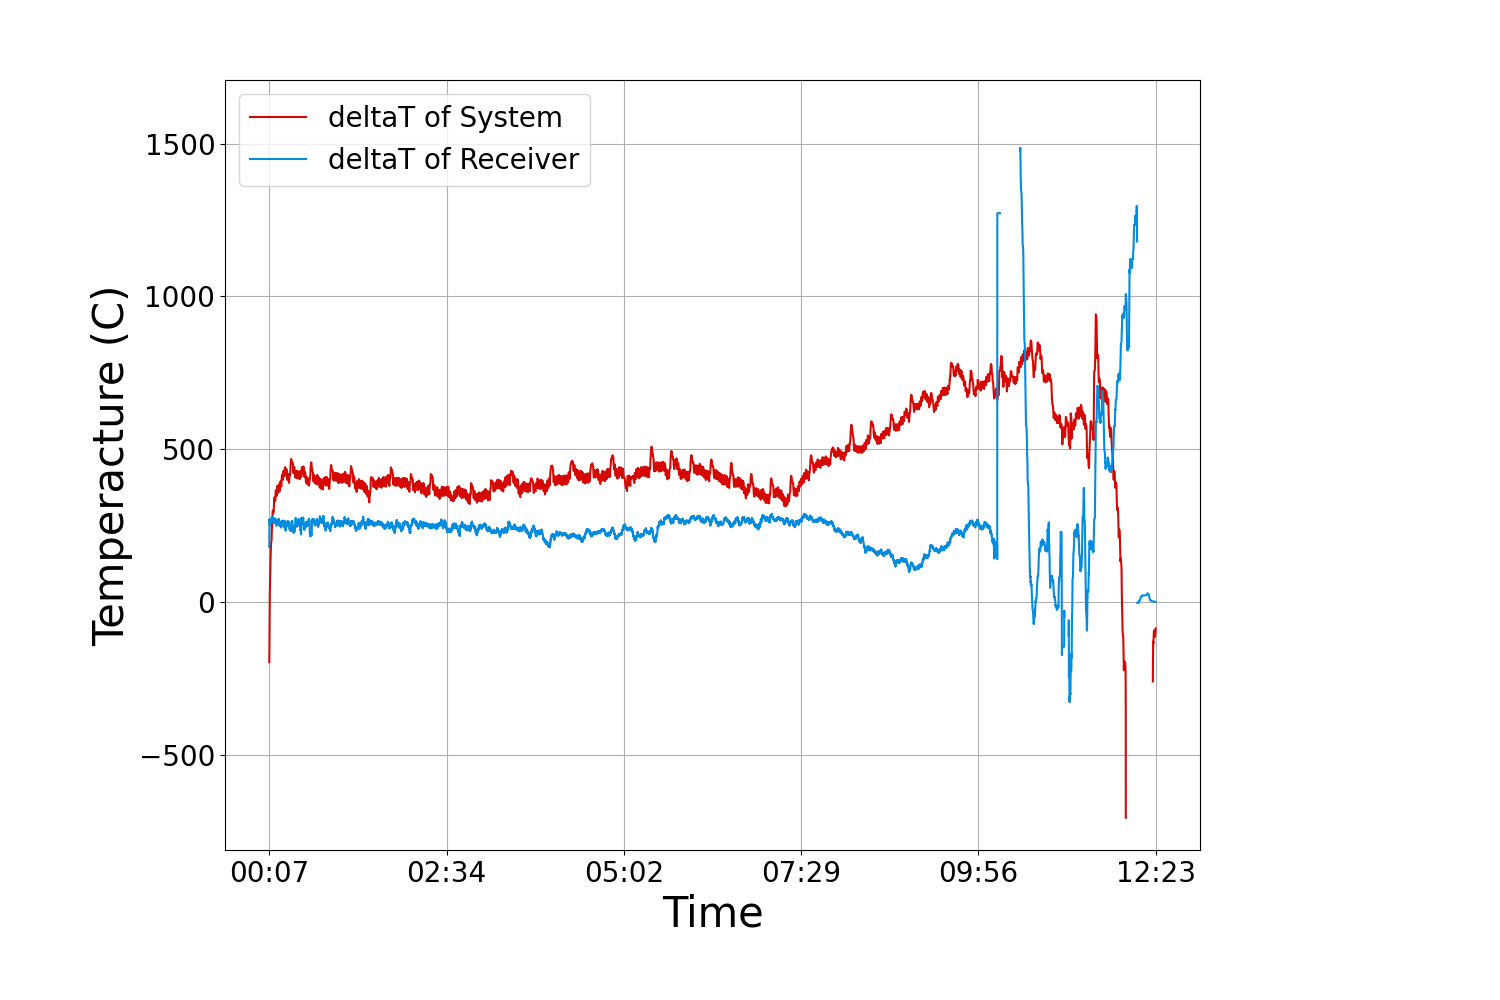 deltaT of System
deltaT of Receiver
1500
1000
500
0
−500
Temperacture (C)
00:07 02:34 05:02 07:29 09:56 12:23
Time